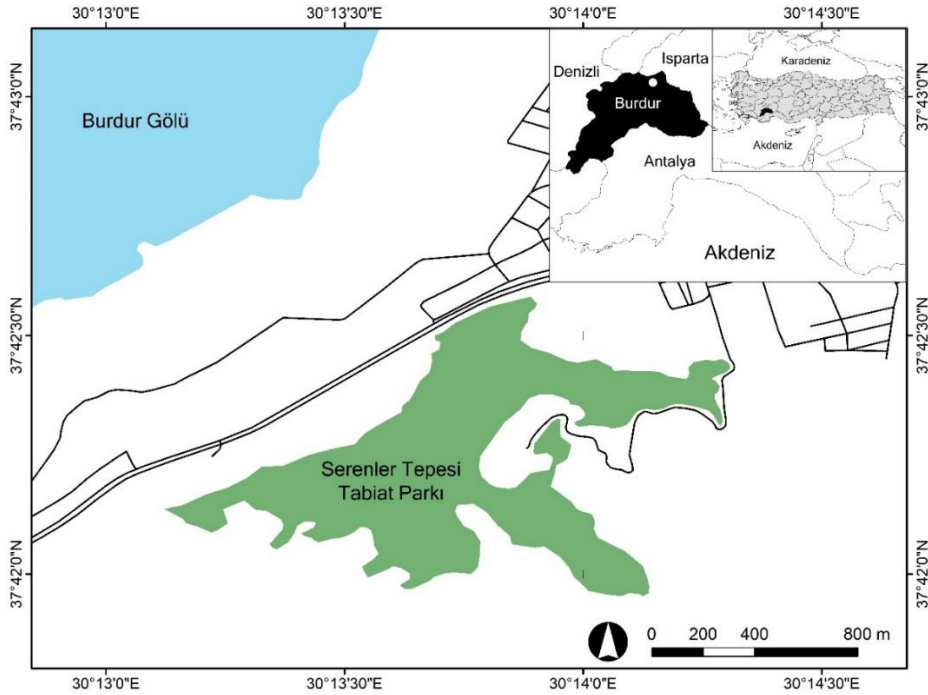 30°13'0"E
30°13'30"E
30°14'0"E
30°14'30"E
37°43'0"N
37°43'0"N
Denizli
Isparta
Burdur
Antalya
Akdeniz
Karadeniz
Akdeniz
Burdur Gölü
37°42'30"N
37°42'30"N
Serenler Tepesi
Tabiat Parkı
37°42'0"N
37°42'0"N
0 200 400 800 m
30°13'0"E
30°13'30"E
30°14'0"E
30°14'30"E